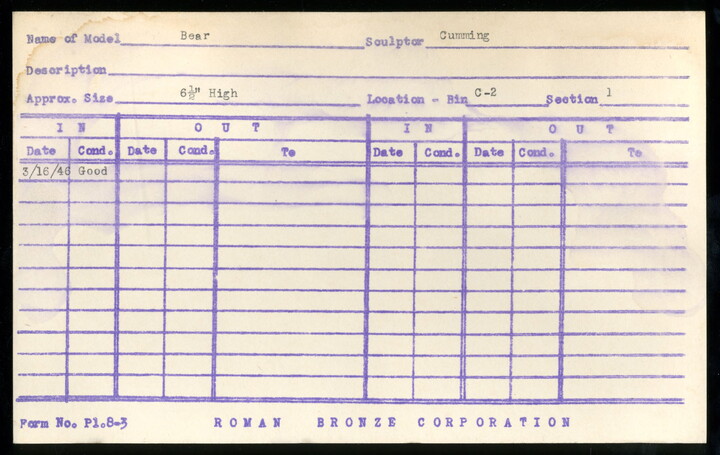 Name of Model Bear Sculptor Cumming
Description
Approx. Size 6½" High Location - Bin C-2 Section 1
IN OUT IN OUT
Date Cond. Date Cond. To Date Cond. Date Cond. To
3/16/46 Good
Form No. P1.8-3 ROMAN BRONZE CORPORATION